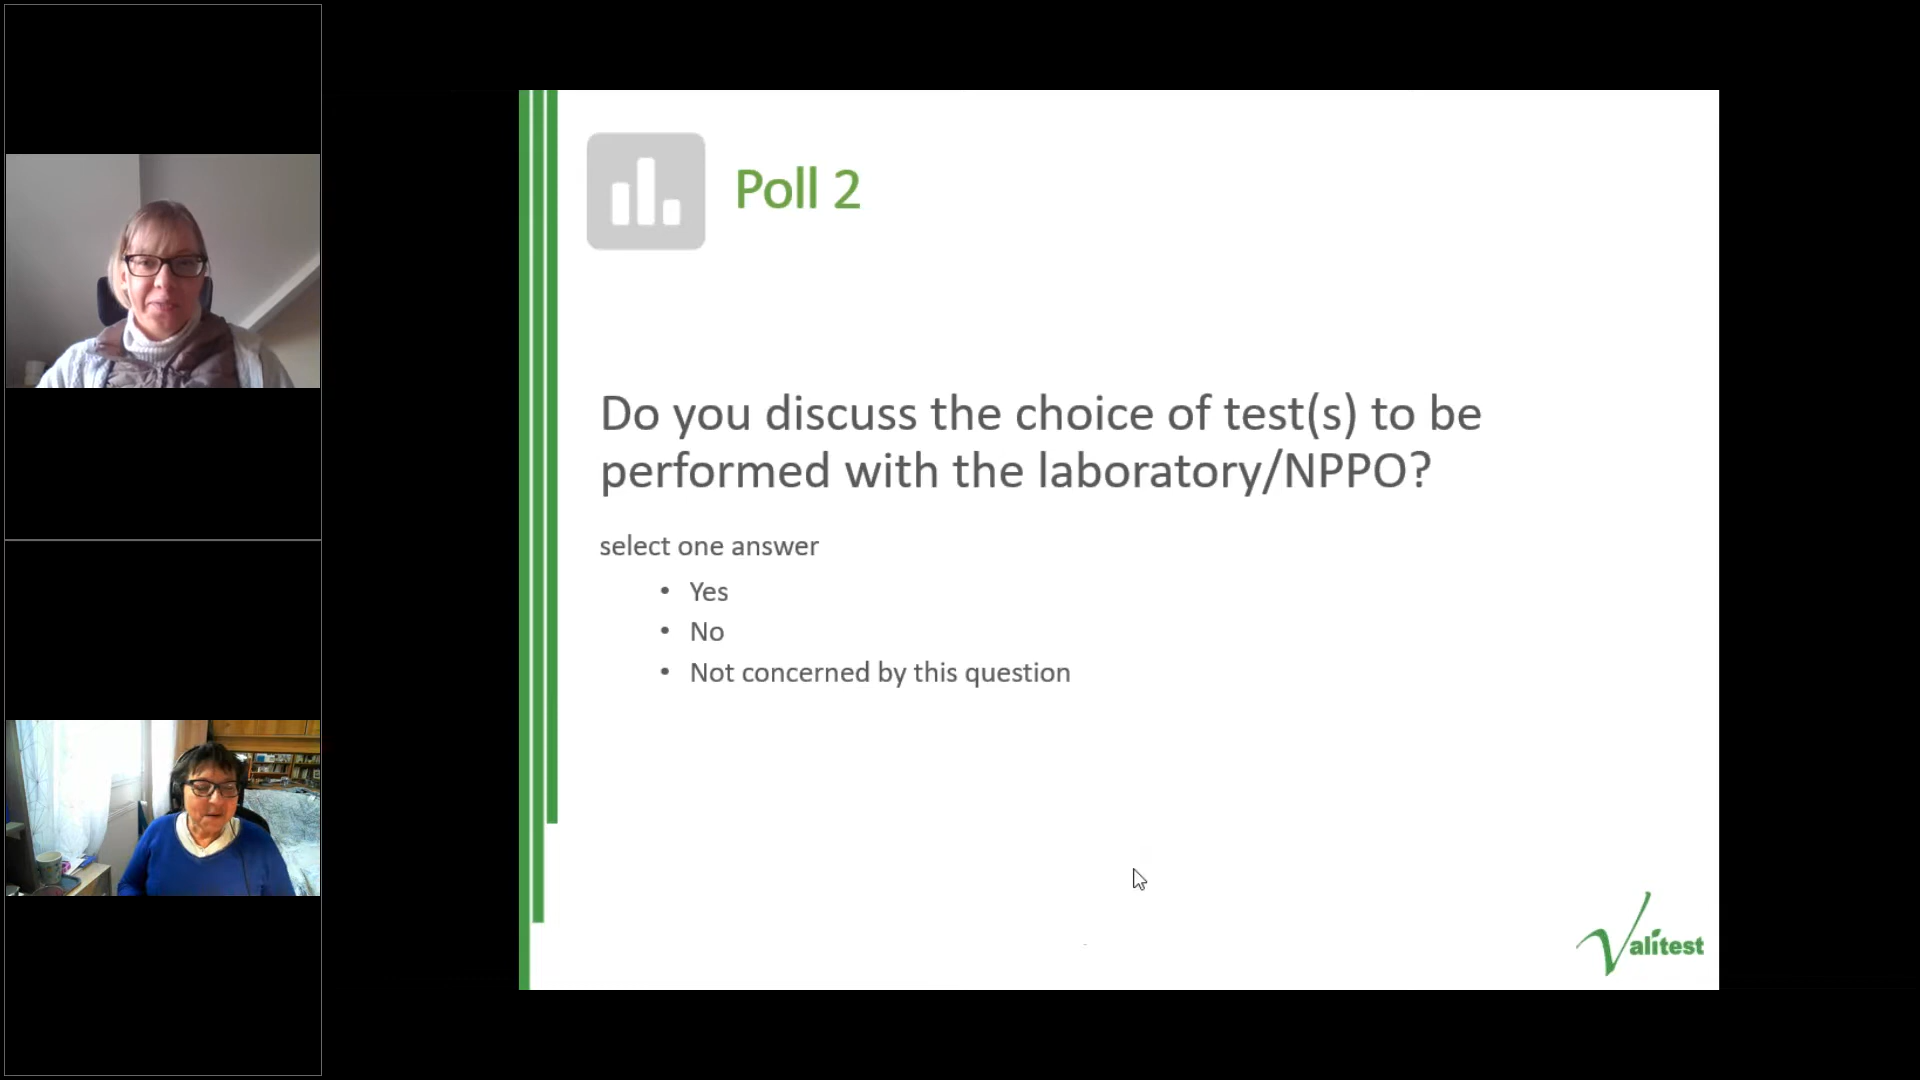 Poll 2
Do you discuss the choice of test(s) to be
performed with the laboratory/NPPO?
select one answer
• Yes
• No
• Not concerned by this question
Valitest